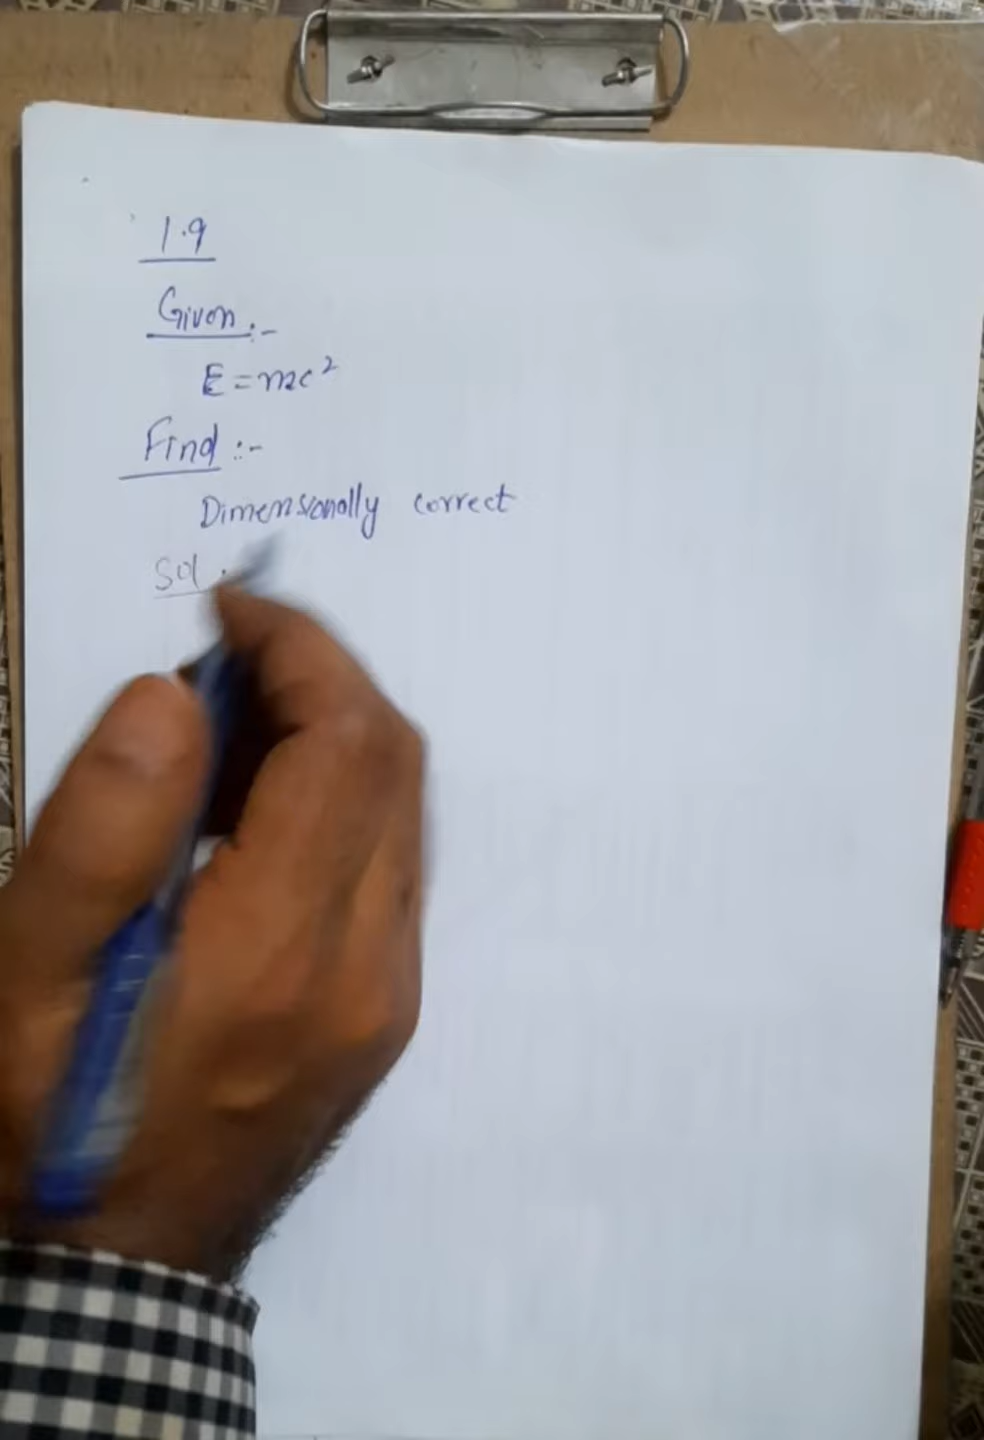 1.9
Given :-
E = mc²
Find :-
Dimensionally correct
Sol :